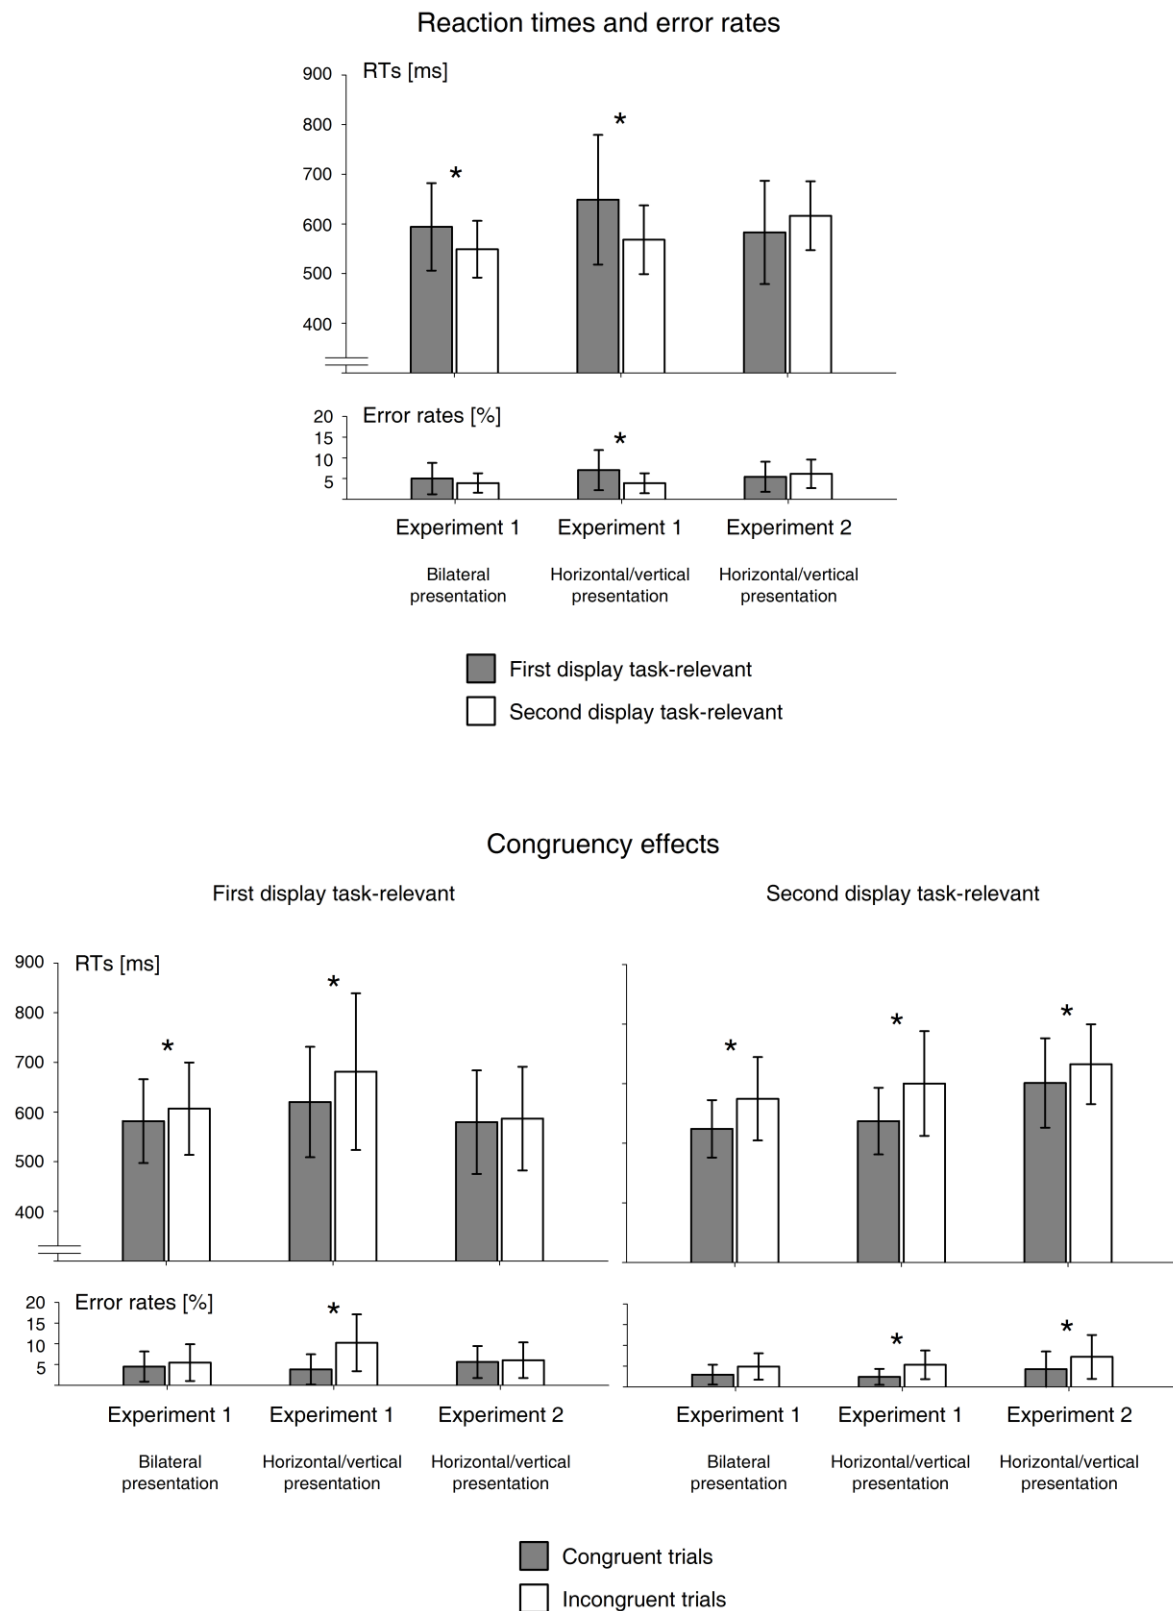 Reaction times and error rates
RTs [ms]
900
800
700
600
500
400
*
*
Error rates [%]
20
15
10
5
*
Experiment 1
Experiment 1
Experiment 2
Bilateral
presentation
Horizontal/vertical
presentation
Horizontal/vertical
presentation
First display task-relevant
Second display task-relevant
Congruency effects
First display task-relevant
Second display task-relevant
RTs [ms]
900
800
700
600
500
400
*
*
*
*
*
Error rates [%]
20
15
10
5
*
*
*
Experiment 1
Experiment 1
Experiment 2
Experiment 1
Experiment 1
Experiment 2
Bilateral
presentation
Horizontal/vertical
presentation
Horizontal/vertical
presentation
Bilateral
presentation
Horizontal/vertical
presentation
Horizontal/vertical
presentation
Congruent trials
Incongruent trials